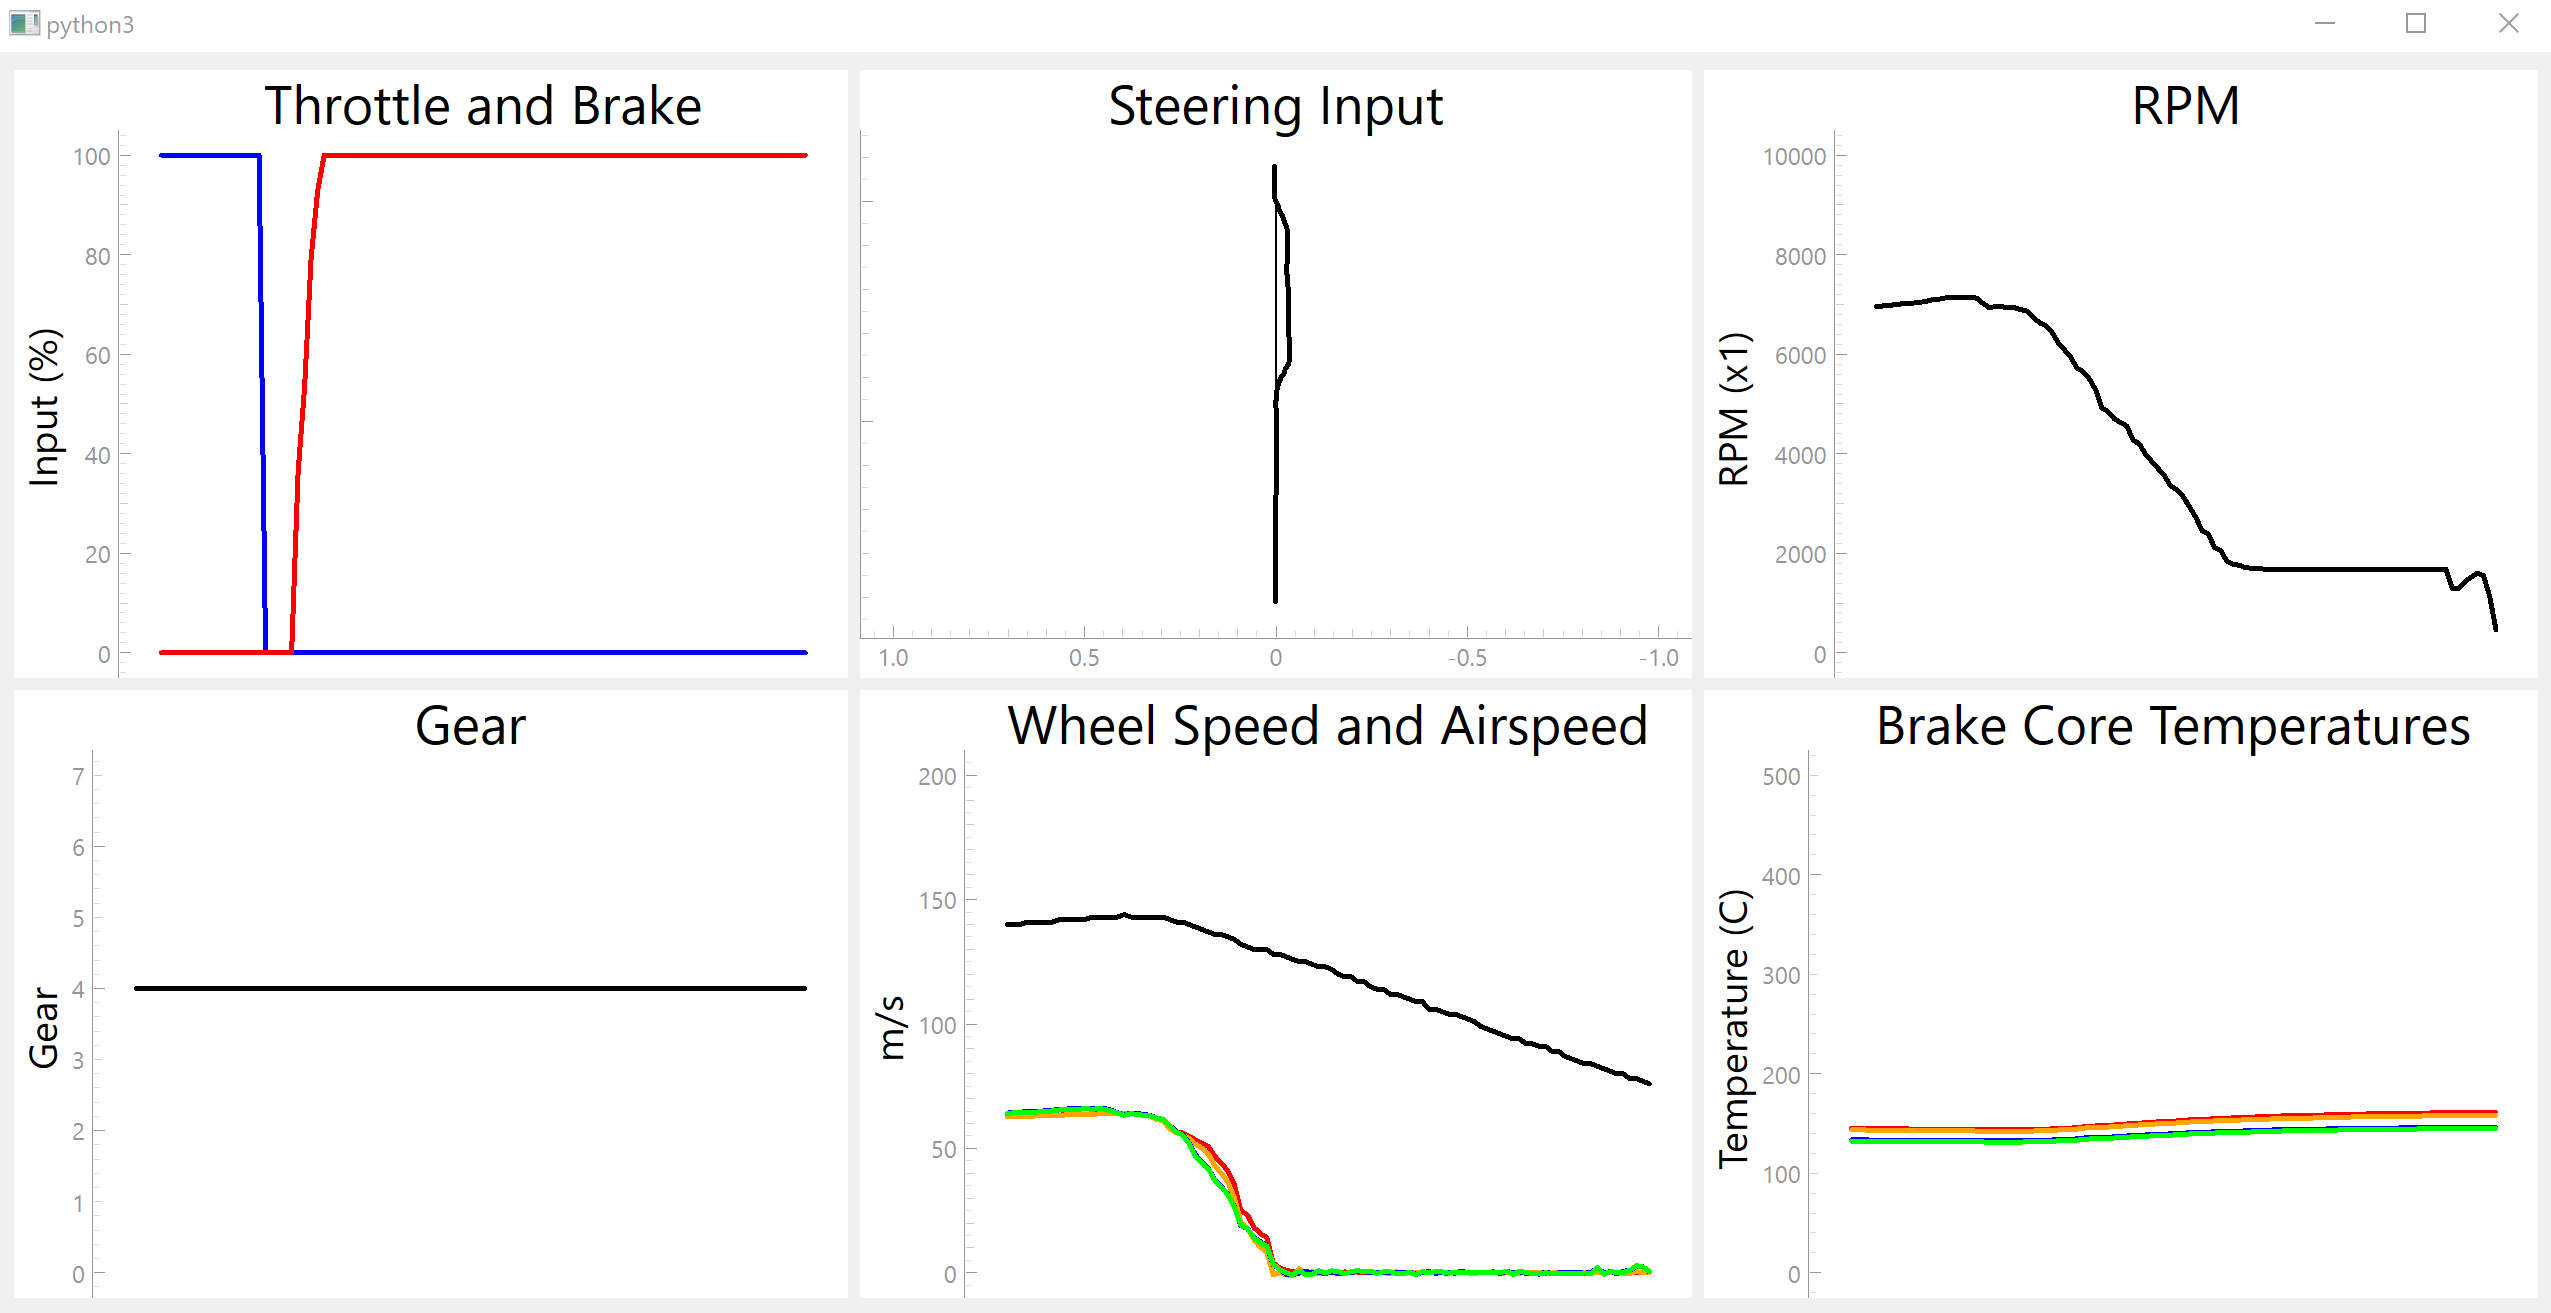 python3
Throttle and Brake
100
80
60
40
20
0
Input (%)
Steering Input
1.0 0.5 0 -0.5 -1.0
RPM
10000
8000
6000
4000
2000
0
RPM (x1)
Gear
7
6
5
4
3
2
1
0
Gear
Wheel Speed and Airspeed
200
150
100
50
0
m/s
Brake Core Temperatures
500
400
300
200
100
0
Temperature (C)